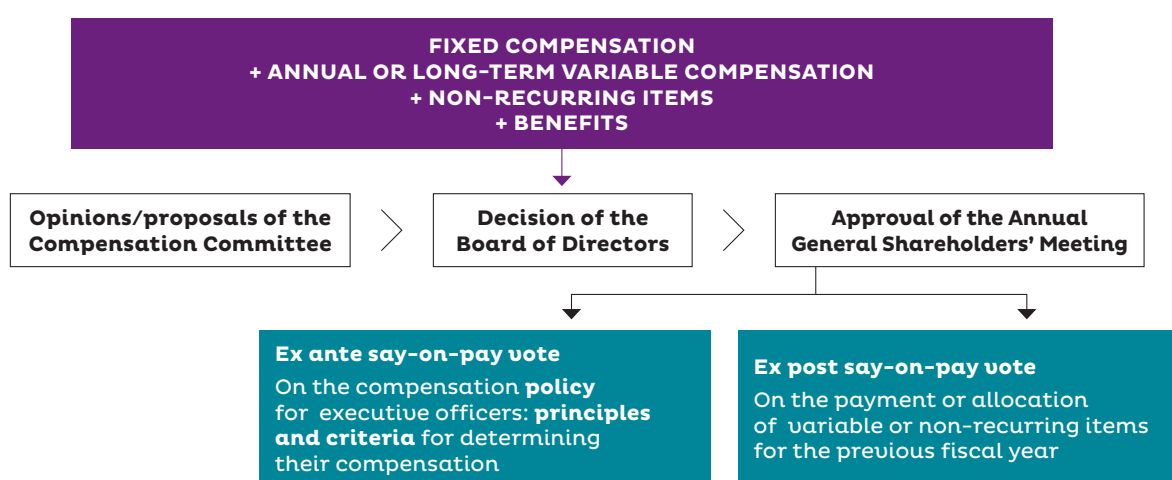 FIXED COMPENSATION
+ ANNUAL OR LONG-TERM VARIABLE COMPENSATION
+ NON-RECURRING ITEMS
+ BENEFITS
Opinions/proposals of the
Compensation Committee
Decision of the
Board of Directors
Approval of the Annual
General Shareholders’ Meeting
Ex ante say-on-pay vote
On the compensation policy
for executive officers: principles
and criteria for determining
their compensation
Ex post say-on-pay vote
On the payment or allocation
of variable or non-recurring items
for the previous fiscal year